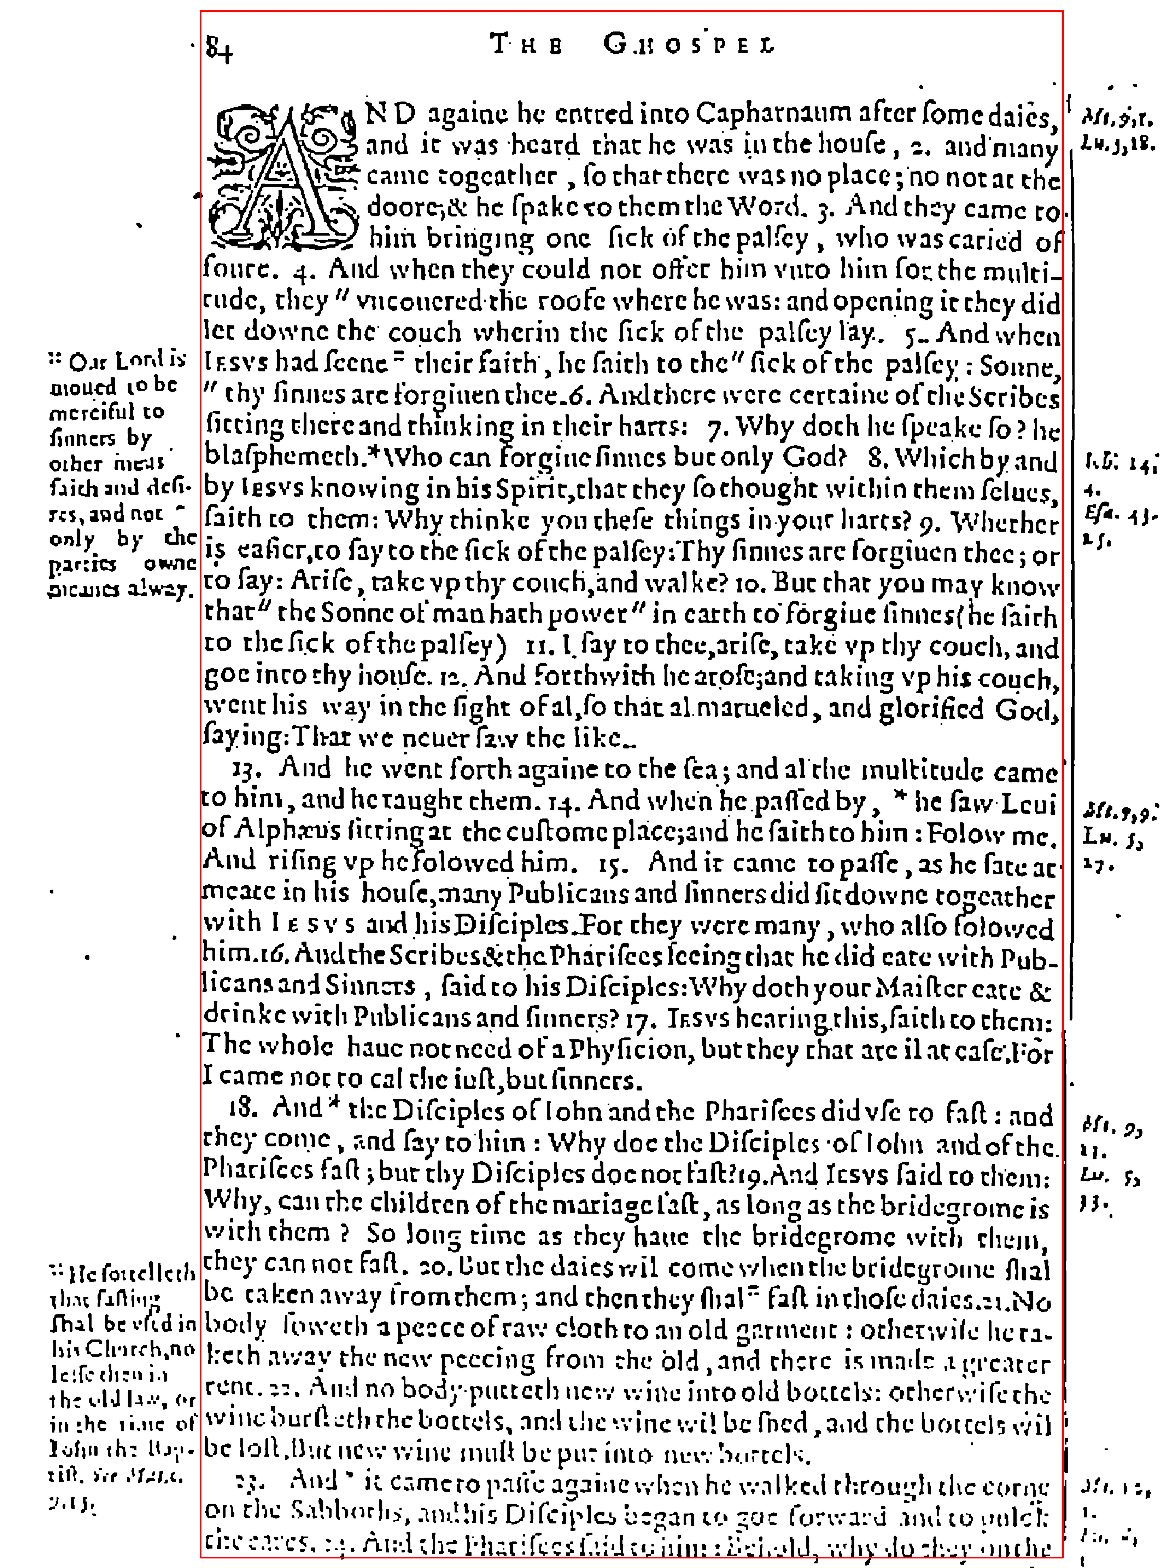 84 THE GHOSPEL
AND againe he entred into Capharnaum after ſome daies,
and it was heard that he was in the houſe, 2. and many
came togeather, ſo that there was no place; no not at the
doore; & he ſpake to them the Word. 3. And they came to
him bringing one ſick of the palſey, who was caried of
foure. 4. And when they could not offer him vnto him for the multi-
tude, they " vncouered the roofe where he was: and opening it they did
let downe the couch wherin the ſick of the palſey lay. 5. And when
IESVS had ſeene :: their faith, he ſaith to the " ſick of the palſey: Sonne,
" thy ſinnes are forgiuen thee. 6. And there were certaine of the Scribes
ſitting there and thinking in their harts: 7. Why doth he ſpeake ſo? he
blaſphemeth. * Who can forgiue ſinnes but only God? 8. Which by and
by IESVS knowing in his Spirit, that they ſo thought within them ſelues,
ſaith to them: Why thinke you theſe things in your harts? 9. Whether
is eaſier, to ſay to the ſick of the palſey: Thy ſinnes are forgiuen thee; or
to ſay: Ariſe, take vp thy couch, and walke? 10. But that you may know
that " the Sonne of man hath power " in earth to forgiue ſinnes (he ſaith
to the ſick of the palſey) 11. I ſay to thee, ariſe, take vp thy couch, and
goe into thy houſe. 12. And forthwith he aroſe; and taking vp his couch,
went his way in the ſight of al, ſo that al marueled, and glorified God,
ſaying: That we neuer ſaw the like.
13. And he went forth againe to the ſea; and al the multitude came
to him, and he taught them. 14. And when he paſſed by, * he ſaw Leui
of Alphæus ſitting at the cuſtome place; and he ſaith to him: Folow me.
And riſing vp he folowed him. 15. And it came to paſſe, as he ſate at
meate in his houſe, many Publicans and ſinners did ſit downe togeather
with IESVS and his Diſciples. For they were many, who alſo folowed
him. 16. And the Scribes & the Phariſees ſeeing that he did eate with Pub-
licans and Sinners, ſaid to his Diſciples: Why doth your Maiſter eate &
drinke with Publicans and ſinners? 17. IESVS hearing this, ſaith to them:
The whole haue not need of a Phyſicion, but they that are il at eaſe. For
I came not to cal the iuſt, but ſinners.
18. And * the Diſciples of Iohn and the Phariſees did vſe to faſt: and
they come, and ſay to him: Why doe the Diſciples of Iohn and of the
Phariſees faſt; but thy Diſciples doe not faſt? 19. And IESVS ſaid to them:
Why, can the children of the mariage faſt, as long as the bridegrome is
with them? So long time as they haue the bridegrome with them,
they can not faſt. 20. But the daies wil come when the bridegrome ſhal
be taken away from them; and then they ſhal :: faſt in thoſe daies. 21. No
body ſoweth a peece of raw cloth to an old garment: otherwiſe he ta-
keth away the new peecing from the old, and there is made a greater
rent. 22. And no body putteth new wine into old bottels: otherwiſe the
wine burſteth the bottels, and the wine wil be ſhed, and the bottels wil
be loſt. But new wine muſt be put into new bottels.
23. And * it came to paſſe againe when he walked through the corne
on the Sabboths, and his Diſciples began to goe forward and to pluck
the eares. 24. And the Phariſees ſaid to him: Behold, why do they on the
:: Our Lord is
moued to be
merciful to
ſinners by
other mens
faith and deſi-
res, and not
only by the
parties owne
meanes alway.
:: He foretelleth
that faſting
ſhal be vſed in
his Church, no
leſſe then in
the old law, or
in the time of
Iohn the Bap-
tiſt. See Matt.
9.15.
Mt. 9,1.
Lu. 5,18.
Iob. 14,
4.
Eſa. 43.
25.
Mt. 9,9.
Lu. 5,
27.
Mt. 9,
Lu. 5,
33.
Mt. 12,
1.